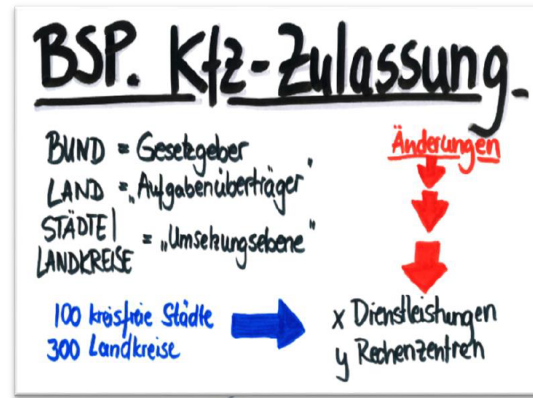 BSP. Kfz-Zulassung
BUND = Gesetzgeber
LAND = „Aufgabenüberträger"
STÄDTE|
LANDKREISE = „Umsetzungsebene"
Änderungen
100 kreisfreie Städte
300 Landkreise
x Dienstleistungen
y Rechenzentren